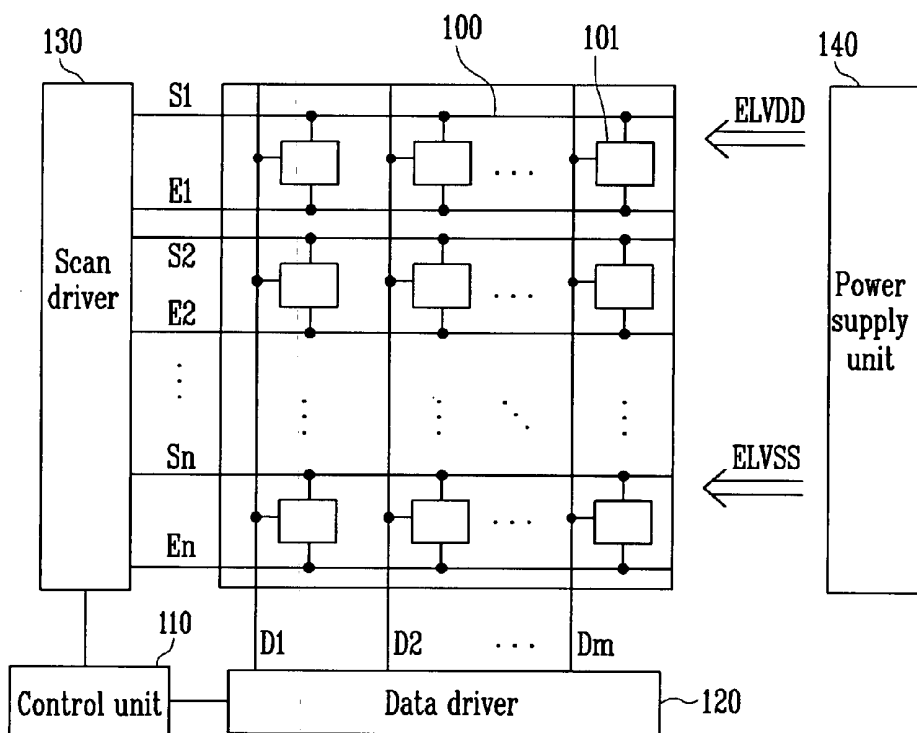 130
100
101
140
S1
ELVDD
E1
S2
Scan
driver
E2
Power
supply
unit
Sn
ELVSS
En
110
D1
D2
Dm
Control unit
Data driver
120